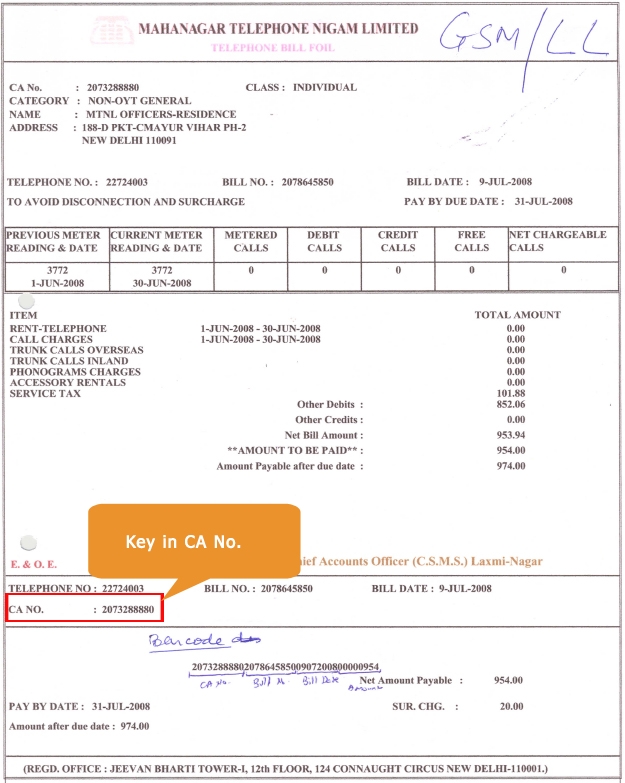 MAHANAGAR TELEPHONE NIGAM LIMITED
GSM/LL
TELEPHONE BILL FOIL
CA No. : 2073288880 CLASS : INDIVIDUAL
CATEGORY : NON-OYT GENERAL
NAME : MTNL OFFICERS-RESIDENCE -
ADDRESS : 188-D PKT-CMAYUR VIHAR PH-2
NEW DELHI 110091
TELEPHONE NO. : 22724003 BILL NO. : 2078645850 BILL DATE : 9-JUL-2008
TO AVOID DISCONNECTION AND SURCHARGE PAY BY DUE DATE : 31-JUL-2008
PREVIOUS METER CURRENT METER METERED DEBIT CREDIT FREE NET CHARGEABLE
READING & DATE READING & DATE CALLS CALLS CALLS CALLS CALLS
3772 3772 0 0 0 0 0
1-JUN-2008 30-JUN-2008
ITEM TOTAL AMOUNT
RENT-TELEPHONE 1-JUN-2008 - 30-JUN-2008 0.00
CALL CHARGES 1-JUN-2008 - 30-JUN-2008 0.00
TRUNK CALLS OVERSEAS 0.00
TRUNK CALLS INLAND 0.00
PHONOGRAMS CHARGES 0.00
ACCESSORY RENTALS 0.00
SERVICE TAX 101.88
Other Debits : 852.06
Other Credits : 0.00
Net Bill Amount : 953.94
**AMOUNT TO BE PAID** : 954.00
Amount Payable after due date : 974.00
Key in CA No.
E. & O. E. hief Accounts Officer (C.S.M.S.) Laxmi-Nagar
TELEPHONE NO : 22724003 BILL NO. : 2078645850 BILL DATE : 9-JUL-2008
CA NO. : 2073288880
Barcode
207328888020786458500907200800000954,
CA No. Bill No. Bill Date Amount
Net Amount Payable : 954.00
PAY BY DATE : 31-JUL-2008 SUR. CHG. : 20.00
Amount after due date : 974.00
(REGD. OFFICE : JEEVAN BHARTI TOWER-I, 12th FLOOR, 124 CONNAUGHT CIRCUS NEW DELHI-110001.)